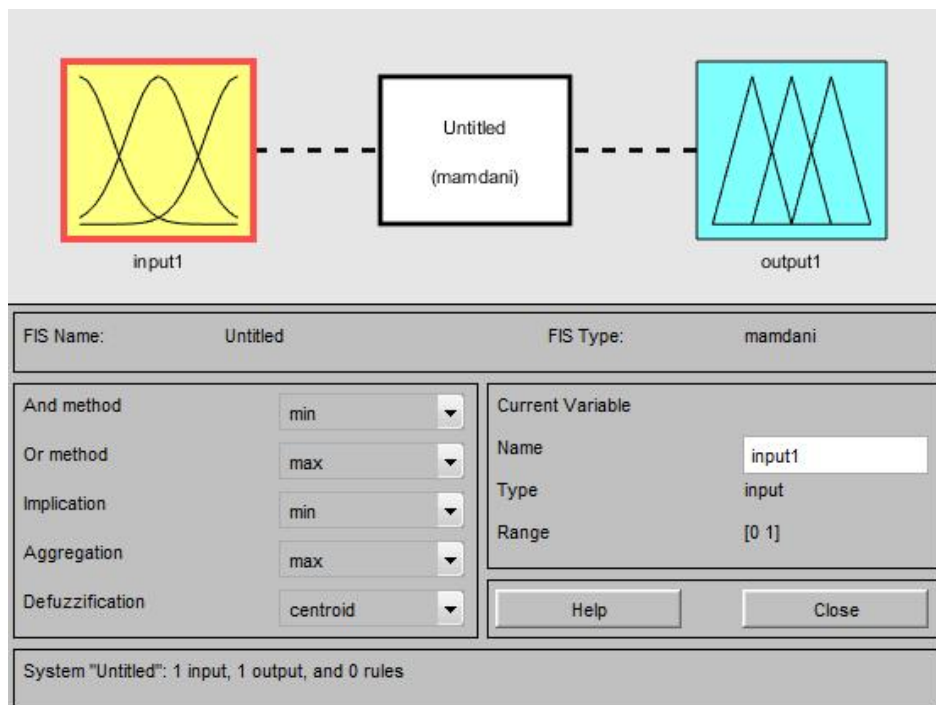 Untitled
(mamdani)
input1
output1
FIS Name: Untitled FIS Type: mamdani
And method min
Or method max
Implication min
Aggregation max
Defuzzification centroid
Current Variable
Name input1
Type input
Range [0 1]
Help Close
System "Untitled": 1 input, 1 output, and 0 rules